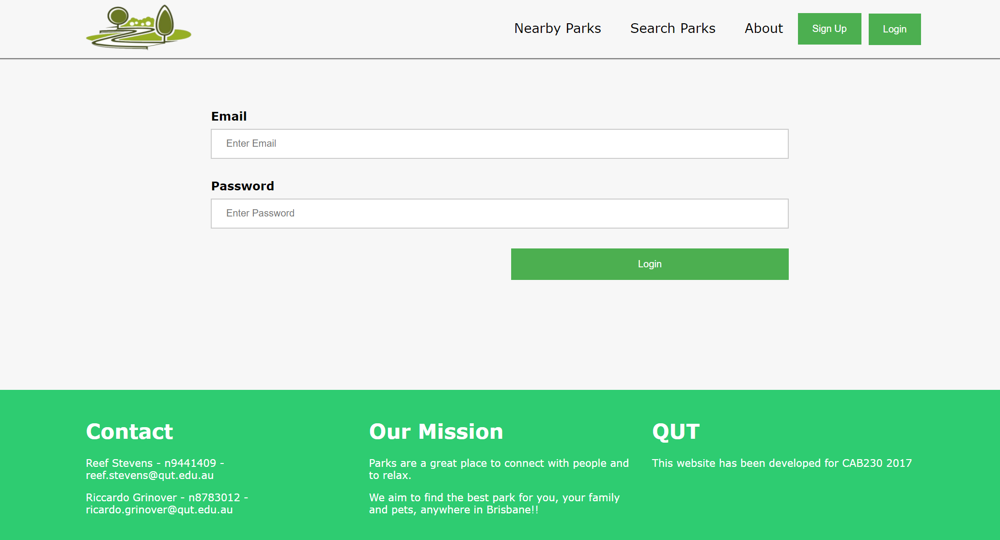 Nearby Parks Search Parks About Sign Up Login
Email
Enter Email
Password
Enter Password
Login
Contact
Reef Stevens - n9441409 -
reef.stevens@qut.edu.au
Riccardo Grinover - n8783012 -
ricardo.grinover@qut.edu.au
Our Mission
Parks are a great place to connect with people and
to relax.
We aim to find the best park for you, your family
and pets, anywhere in Brisbane!!
QUT
This website has been developed for CAB230 2017